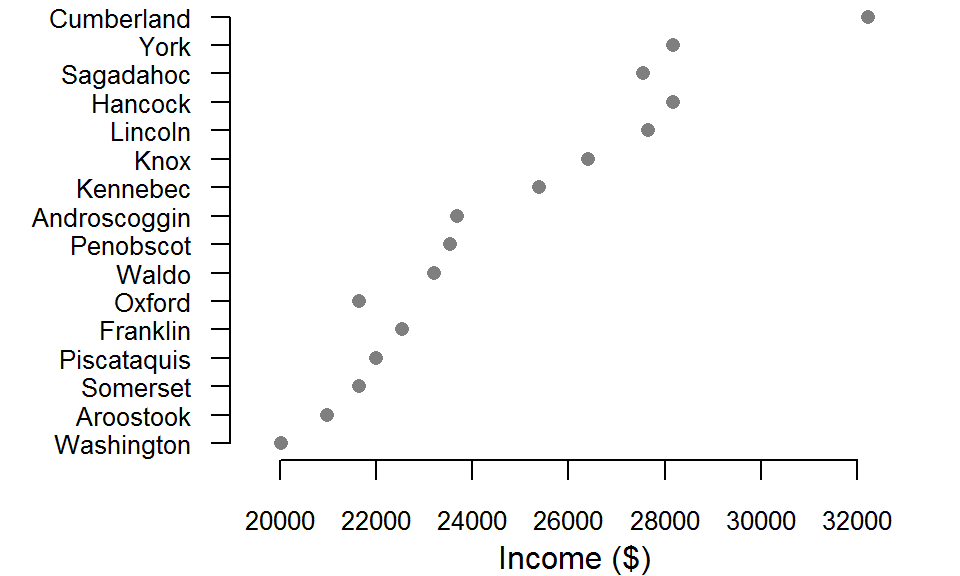 Cumberland
York
Sagadahoc
Hancock
Lincoln
Knox
Kennebec
Androscoggin
Penobscot
Waldo
Oxford
Franklin
Piscataquis
Somerset
Aroostook
Washington
20000 22000 24000 26000 28000 30000 32000
Income ($)